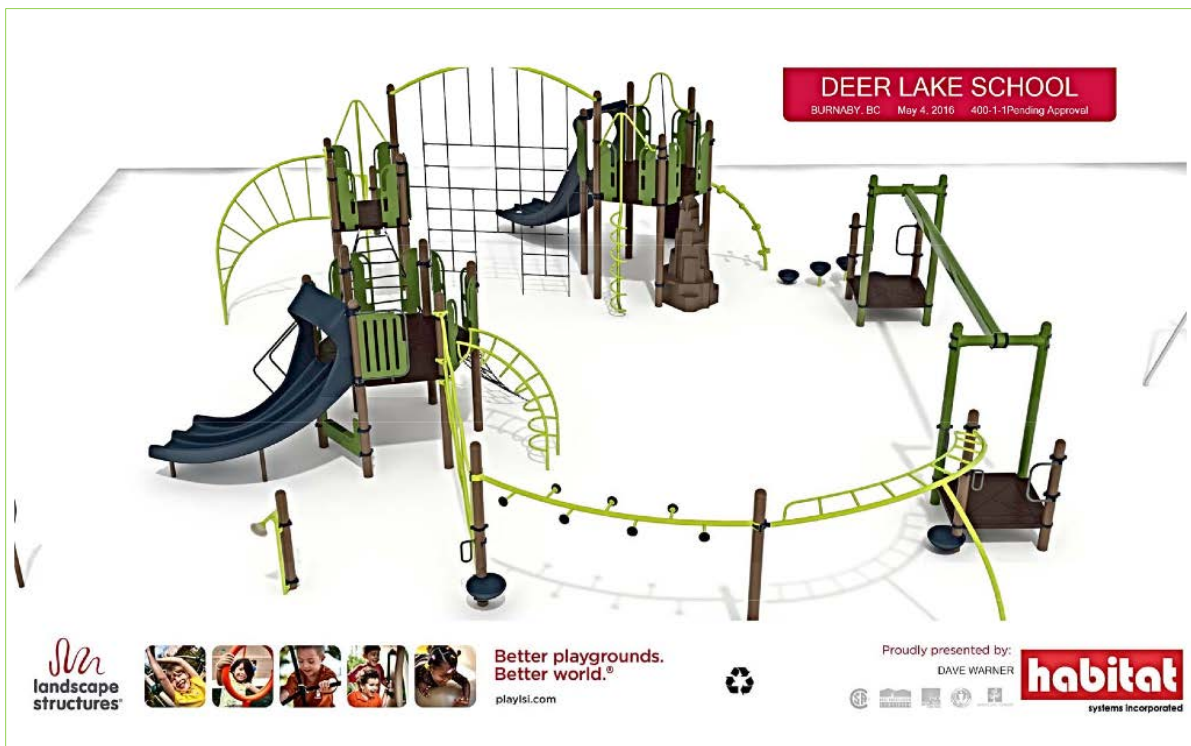 DEER LAKE SCHOOL
BURNABY, BC May 4, 2016 400-1-1Pending Approval
landscape
structures®
Better playgrounds.
Better world.®
playlsi.com
Proudly presented by:
DAVE WARNER
habitat
systems incorporated